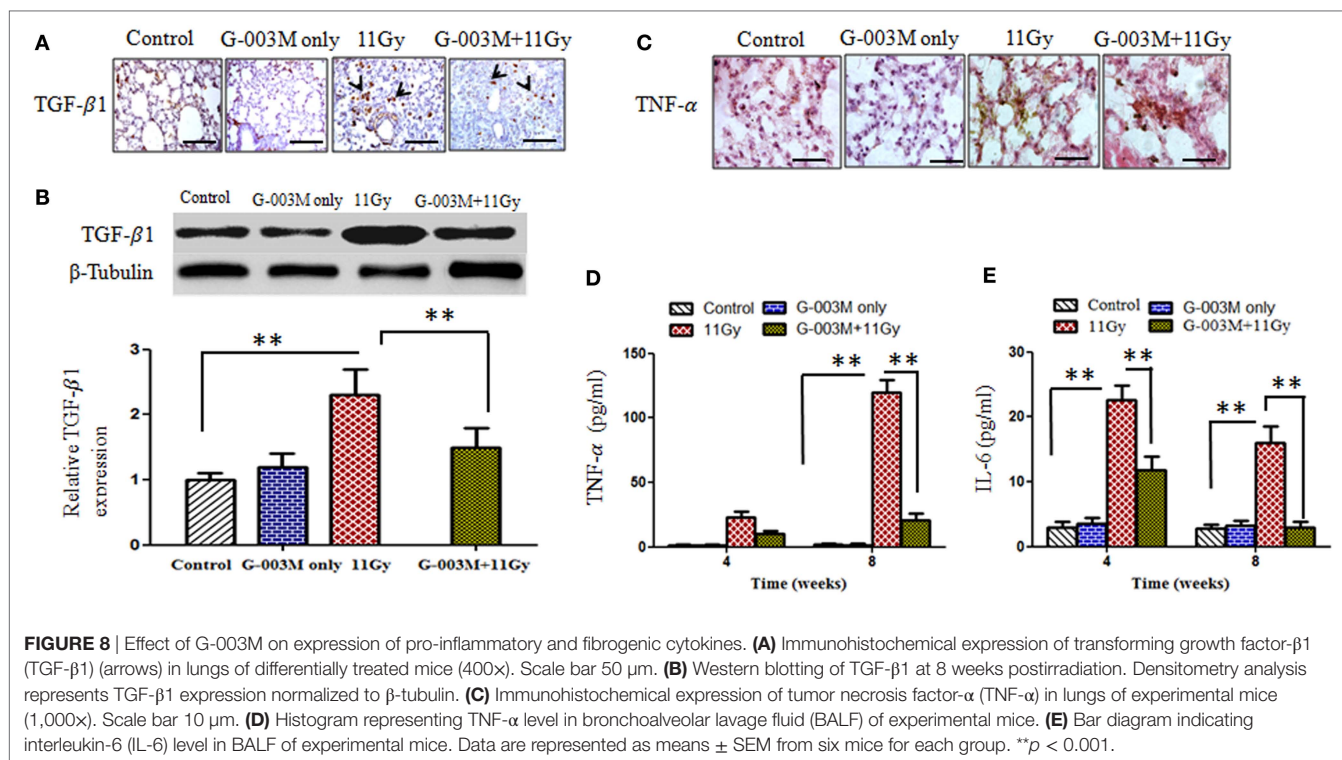 A
Control G-003M only 11Gy G-003M+11Gy
TGF-β1
C
Control G-003M only 11Gy G-003M+11Gy
TNF-α
B
Control G-003M only 11Gy G-003M+11Gy
TGF-β1
β-Tubulin
** **
3
2
1
0
Relative TGF-β1
expression
Control G-003M only 11Gy G-003M+11Gy
D
Control G-003M only
11Gy G-003M+11Gy
150
100
50
0
TNF-α (pg/ml)
** **
4 8
Time (weeks)
E
Control G-003M only
11Gy G-003M+11Gy
30
20
10
0
IL-6 (pg/ml)
** ** ** **
4 8
Time (weeks)
FIGURE 8 | Effect of G-003M on expression of pro-inflammatory and fibrogenic cytokines. (A) Immunohistochemical expression of transforming growth factor-β1
(TGF-β1) (arrows) in lungs of differentially treated mice (400×). Scale bar 50 µm. (B) Western blotting of TGF-β1 at 8 weeks postirradiation. Densitometry analysis
represents TGF-β1 expression normalized to β-tubulin. (C) Immunohistochemical expression of tumor necrosis factor-α (TNF-α) in lungs of experimental mice
(1,000×). Scale bar 10 µm. (D) Histogram representing TNF-α level in bronchoalveolar lavage fluid (BALF) of experimental mice. (E) Bar diagram indicating
interleukin-6 (IL-6) level in BALF of experimental mice. Data are represented as means ± SEM from six mice for each group. **p < 0.001.